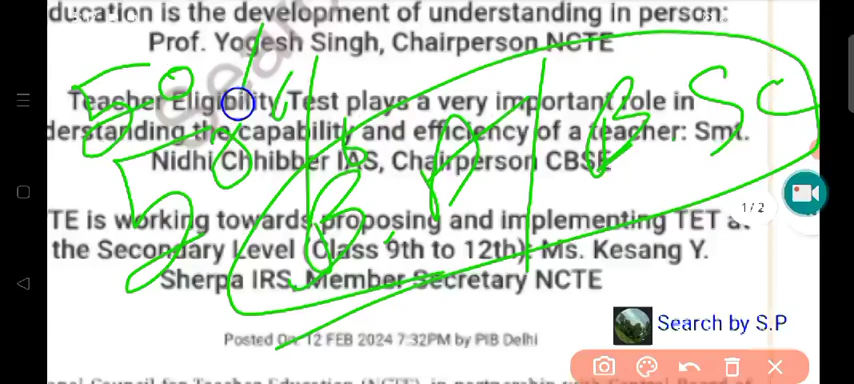 ducation is the development of understanding in person:
Prof. Yogesh Singh, Chairperson NCTE
Teacher Eligibility Test plays a very important role in
derstanding the capability and efficiency of a teacher: Smt.
Nidhi Chhibber IAS, Chairperson CBSE
1/2
TE is working towards proposing and implementing TET at
the Secondary Level (Class 9th to 12th): Ms. Kesang Y.
Sherpa IRS, Member Secretary NCTE
Search by S.P
Posted On: 12 FEB 2024 7:32PM by PIB Delhi